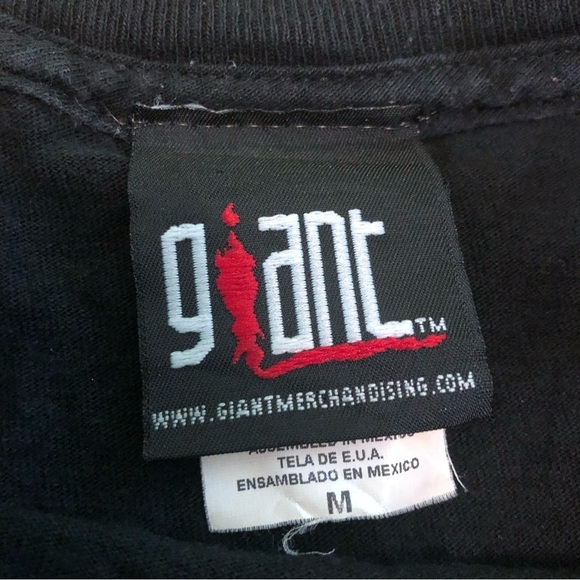 giant™
WWW.GIANTMERCHANDISING.COM
ASSEMBLED IN MEXICO
TELA DE E.U.A.
ENSAMBLADO EN MEXICO
M